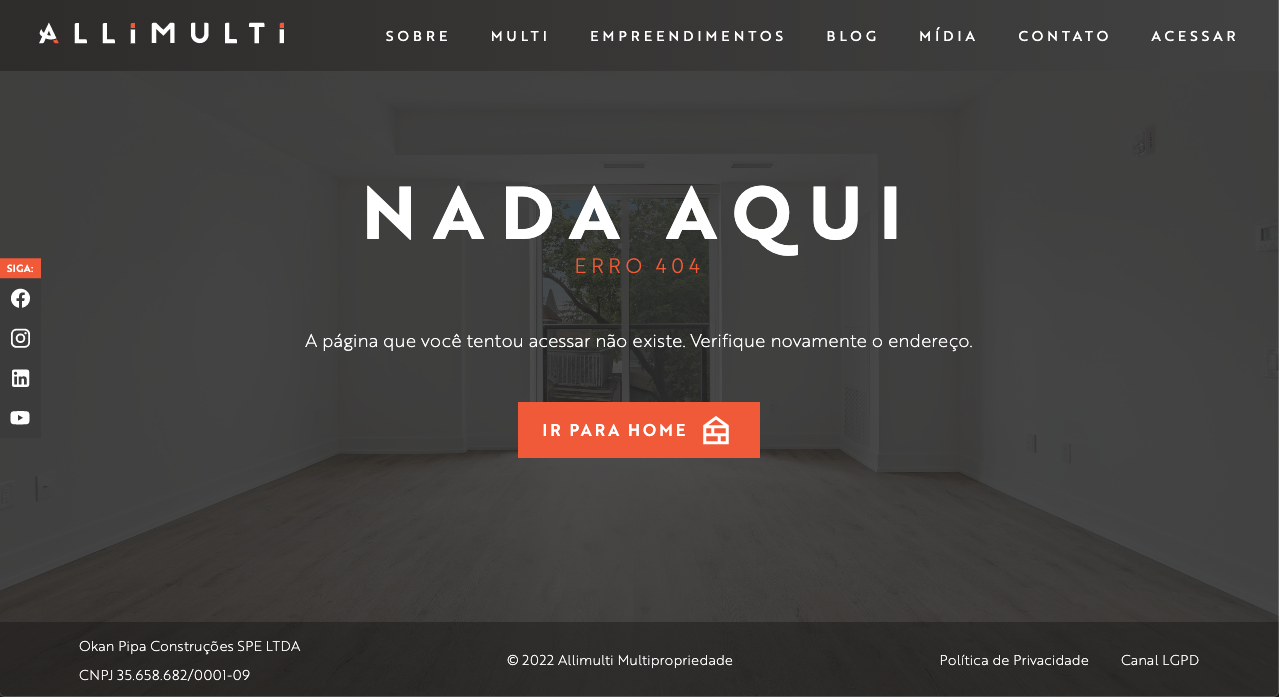 ALLiMULTi
SOBRE MULTI EMPREENDIMENTOS BLOG MÍDIA CONTATO ACESSAR
NADA AQUI
ERRO 404
SIGA:
A página que você tentou acessar não existe. Verifique novamente o endereço.
IR PARA HOME
Okan Pipa Construções SPE LTDA
CNPJ 35.658.682/0001-09
© 2022 Allimulti Multipropriedade
Política de Privacidade Canal LGPD